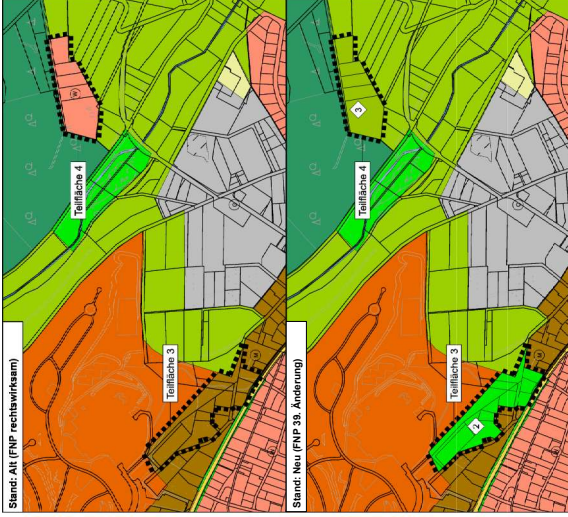 Stand: Alt (FNP rechtswirksam)
Teilfläche 3
Teilfläche 4
W
M
G
Stand: Neu (FNP 39. Änderung)
Teilfläche 3
Teilfläche 4
2
3
M
G